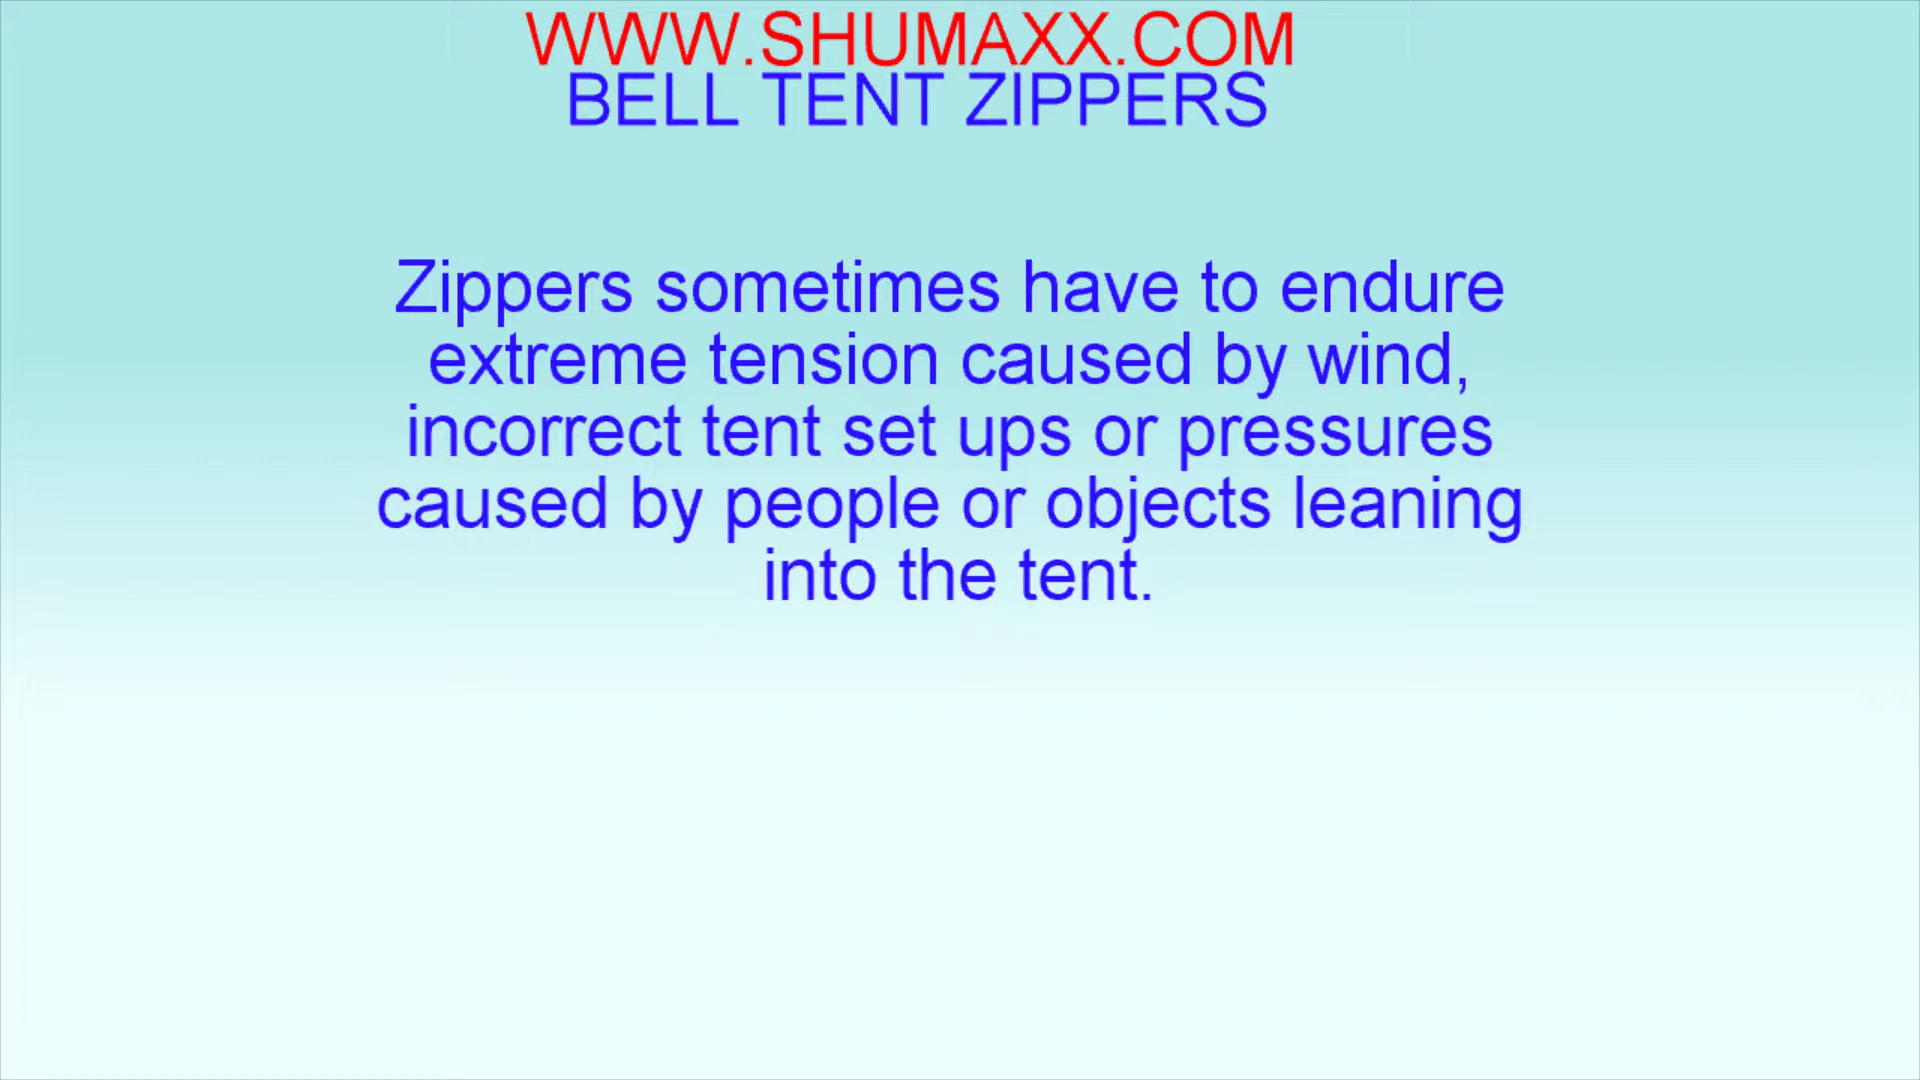 WWW.SHUMAXX.COM
BELL TENT ZIPPERS
Zippers sometimes have to endure
extreme tension caused by wind,
incorrect tent set ups or pressures
caused by people or objects leaning
into the tent.